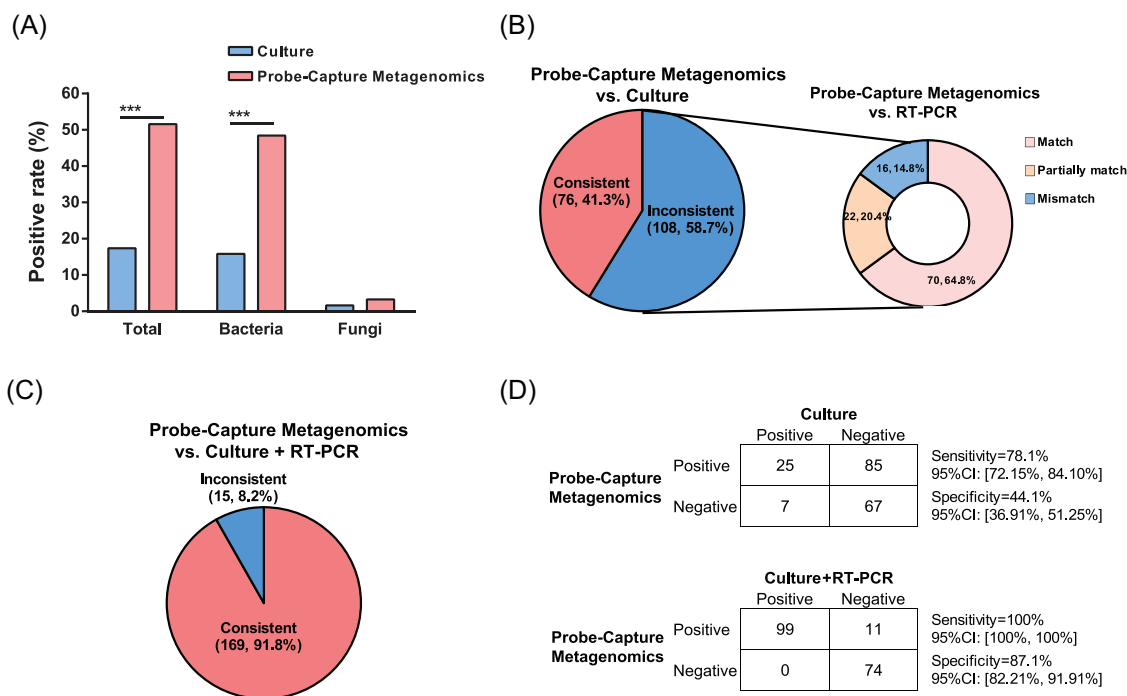 (A)
Culture
Probe-Capture Metagenomics
Positive rate (%)
60
50
40
30
20
10
0
***
***
Total
Bacteria
Fungi
(B)
Probe-Capture Metagenomics
vs. Culture
Consistent
(76, 41.3%)
Inconsistent
(108, 58.7%)
Probe-Capture Metagenomics
vs. RT-PCR
16, 14.8%
22, 20.4%
70, 64.8%
Match
Partially match
Mismatch
(C)
Probe-Capture Metagenomics
vs. Culture + RT-PCR
Inconsistent
(15, 8.2%)
Consistent
(169, 91.8%)
(D)
Culture
Positive Negative
Probe-Capture
Metagenomics
Positive 25 85
Negative 7 67
Sensitivity=78.1%
95%CI: [72.15%, 84.10%]
Specificity=44.1%
95%CI: [36.91%, 51.25%]
Culture+RT-PCR
Positive Negative
Probe-Capture
Metagenomics
Positive 99 11
Negative 0 74
Sensitivity=100%
95%CI: [100%, 100%]
Specificity=87.1%
95%CI: [82.21%, 91.91%]